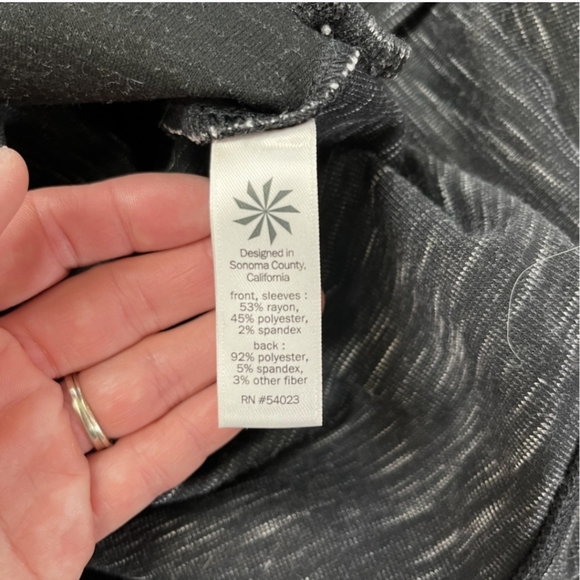 Designed in
Sonoma County,
California
front, sleeves :
53% rayon,
45% polyester,
2% spandex
back :
92% polyester,
5% spandex,
3% other fiber
RN #54023